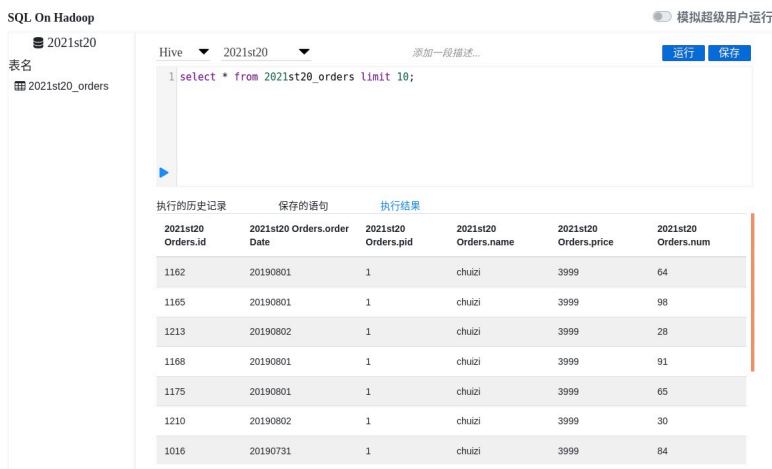 SQL On Hadoop
模拟超级用户运行
2021st20
表名
2021st20_orders
Hive 2021st20 添加一段描述... 运行 保存
1 select * from 2021st20_orders limit 10;
执行的历史记录 保存的语句 执行结果
2021st20 Orders.id 2021st20 Orders.order Date 2021st20 Orders.pid 2021st20 Orders.name 2021st20 Orders.price 2021st20 Orders.num
1162 20190801 1 chuizi 3999 64
1165 20190801 1 chuizi 3999 98
1213 20190802 1 chuizi 3999 28
1168 20190801 1 chuizi 3999 91
1175 20190801 1 chuizi 3999 65
1210 20190802 1 chuizi 3999 30
1016 20190731 1 chuizi 3999 84